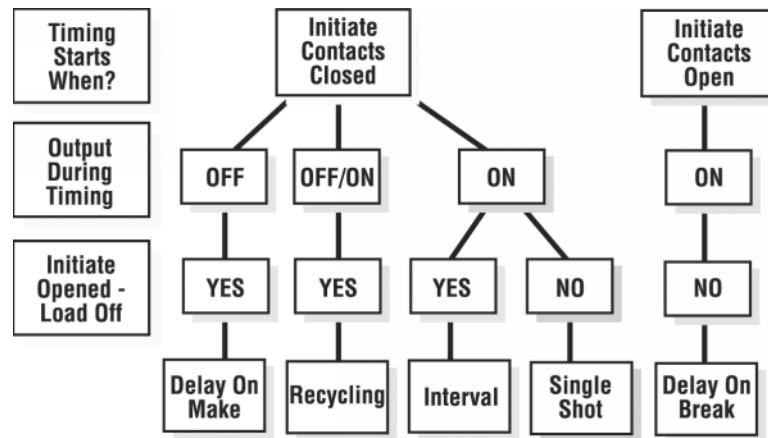 Timing
Starts
When?
Initiate
Contacts
Closed
Initiate
Contacts
Open
Output
During
Timing
OFF
OFF/ON
ON
ON
Initiate
Opened -
Load Off
YES
YES
YES
NO
NO
Delay On
Make
Recycling
Interval
Single
Shot
Delay On
Break